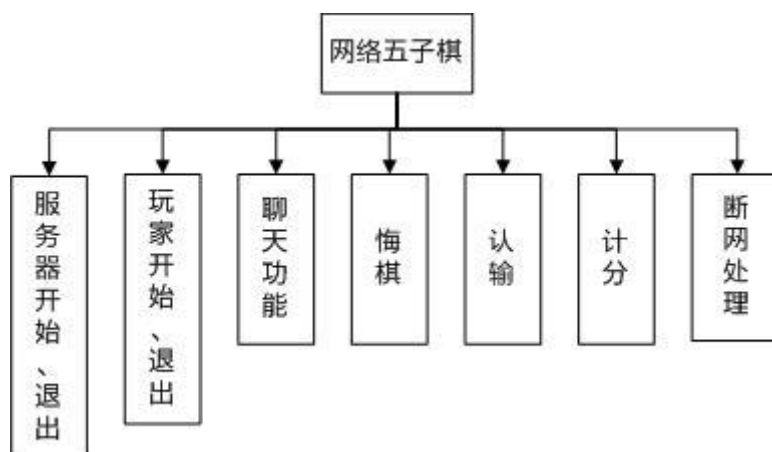 网络五子棋
服务器开始、退出
玩家开始、退出
聊天功能
悔棋
认输
计分
断网处理